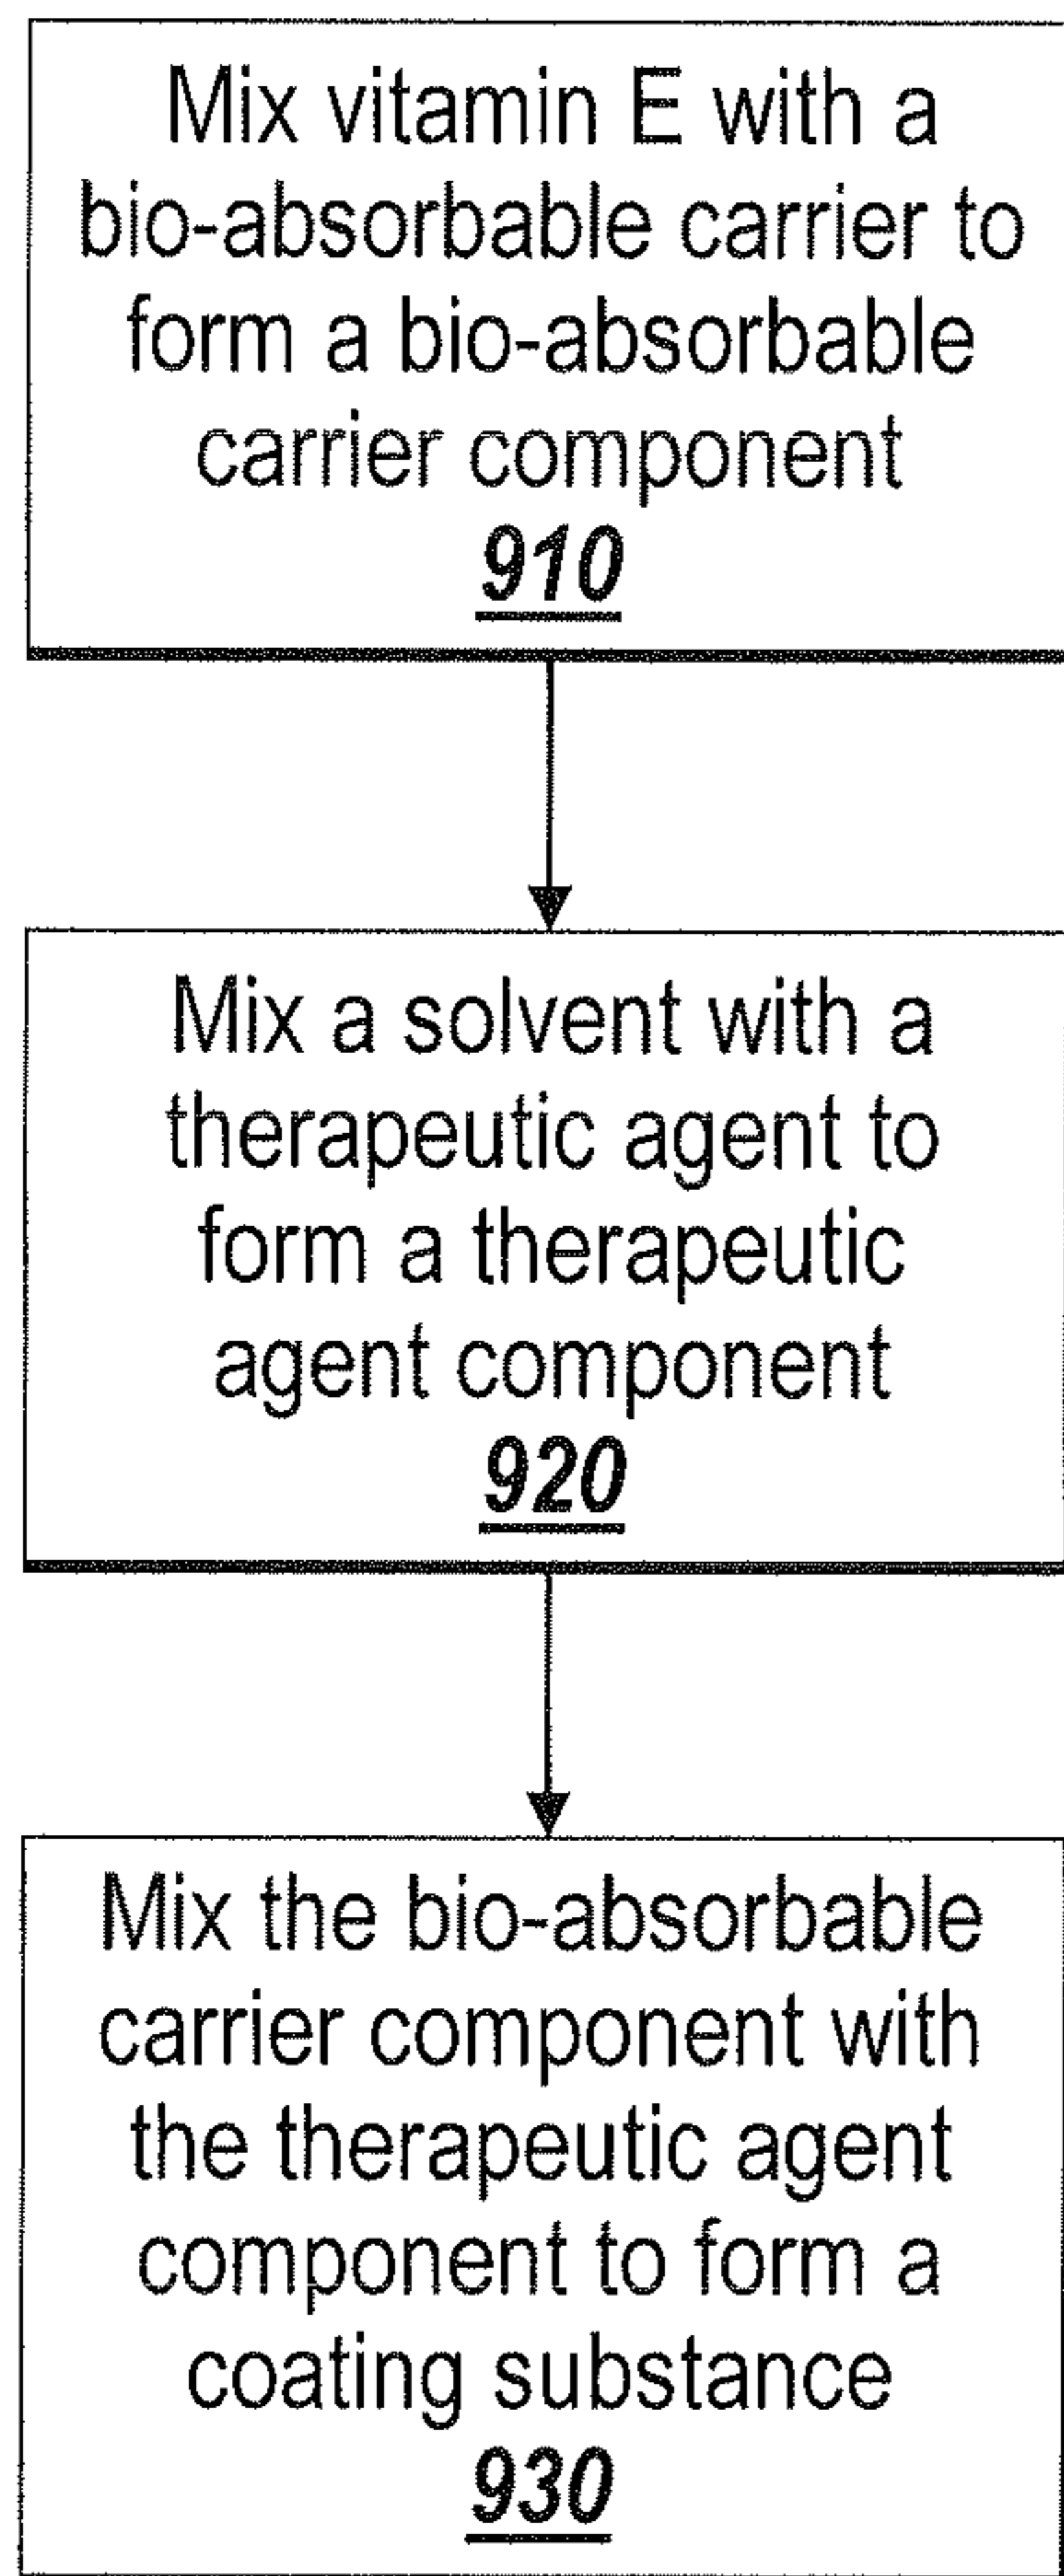 Mix vitamin E with a
bio-absorbable carrier to
form a bio-absorbable
carrier component
910
Mix a solvent with a
therapeutic agent to
form a therapeutic
agent component
920
Mix the bio-absorbable
carrier component with
the therapeutic agent
component to form a
coating substance
930